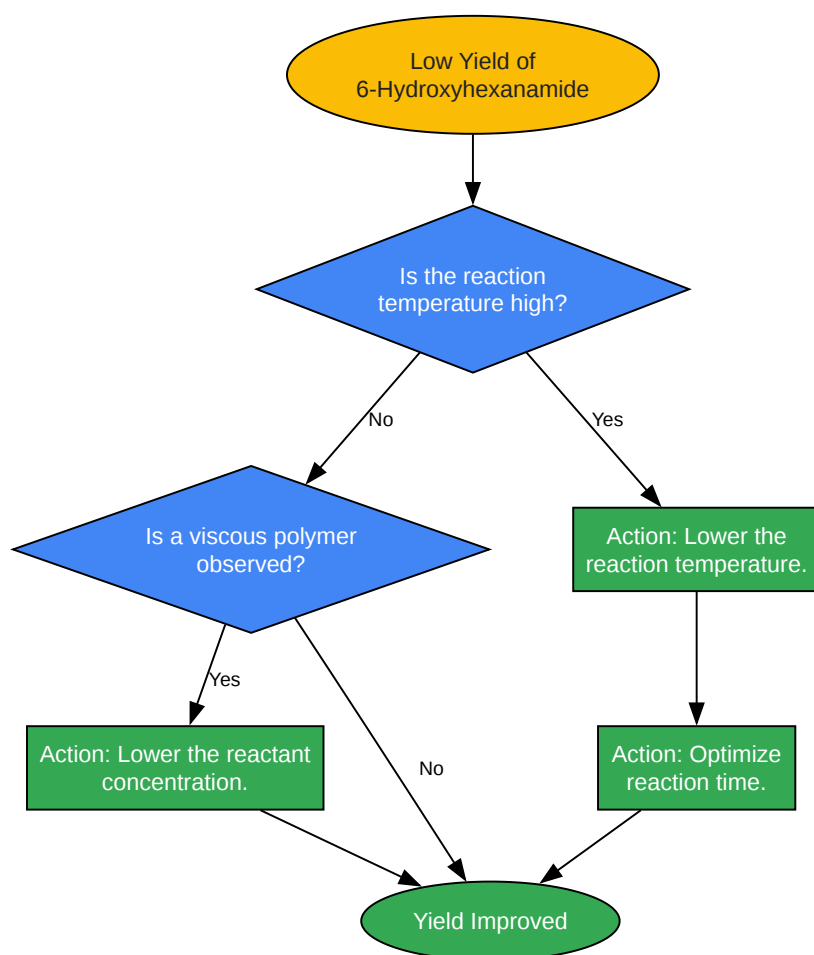 Low Yield of
6-Hydroxyhexanamide
Is the reaction
temperature high?
No
Yes
Is a viscous polymer
observed?
Action: Lower the
reaction temperature.
Yes
No
Action: Lower the reactant
concentration.
Action: Optimize
reaction time.
Yield Improved